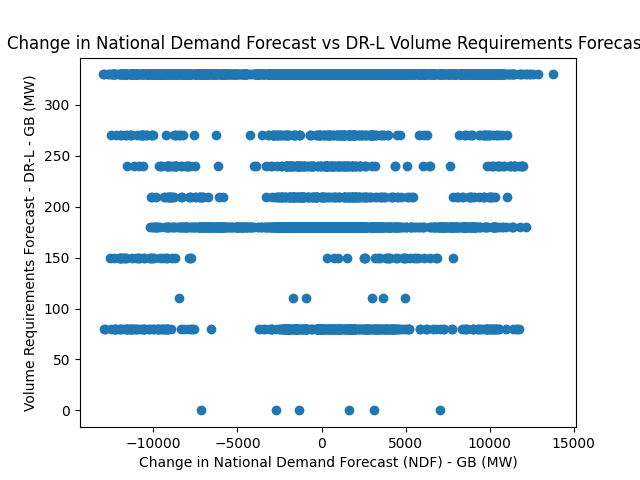 Change in National Demand Forecast vs DR-L Volume Requirements Forecas
Volume Requirements Forecast - DR-L - GB (MW)
300
250
200
150
100
50
0
−10000 −5000 0 5000 10000 15000
Change in National Demand Forecast (NDF) - GB (MW)